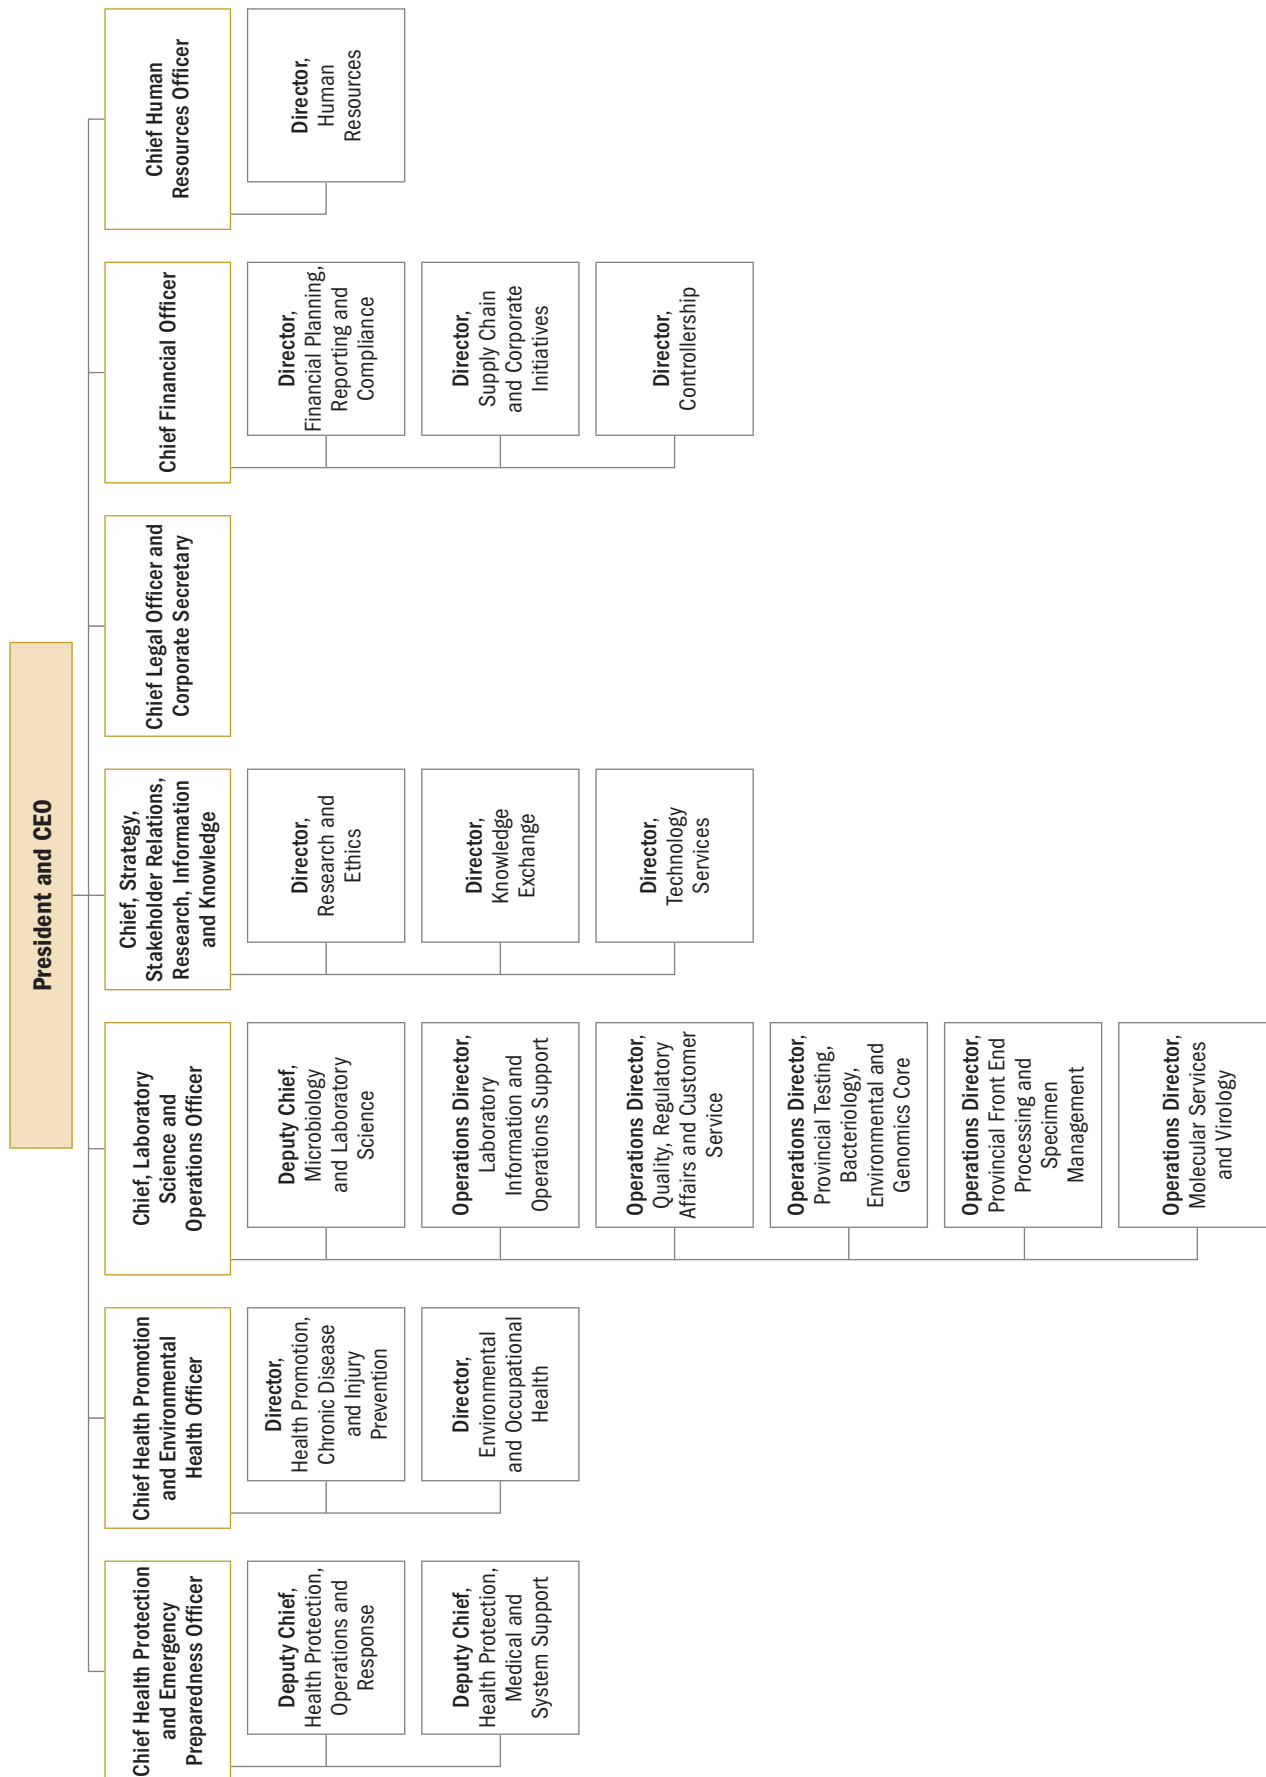 President and CEO
Chief Health Protection
and Emergency
Preparedness Officer
Deputy Chief,
Health Protection,
Operations and
Response
Deputy Chief,
Health Protection,
Medical and
System Support
Chief Health Promotion
and Environmental
Health Officer
Director,
Health Promotion,
Chronic Disease
and Injury
Prevention
Director,
Environmental
and Occupational
Health
Chief, Laboratory
Science and
Operations Officer
Deputy Chief,
Microbiology
and Laboratory
Science
Operations Director,
Laboratory
Information and
Operations Support
Operations Director,
Quality, Regulatory
Affairs and Customer
Service
Operations Director,
Provincial Testing,
Bacteriology,
Environmental and
Genomics Core
Operations Director,
Provincial Front End
Processing and
Specimen
Management
Operations Director,
Molecular Services
and Virology
Chief, Strategy,
Stakeholder Relations,
Research, Information
and Knowledge
Director,
Research and
Ethics
Director,
Knowledge
Exchange
Director,
Technology
Services
Chief Legal Officer and
Corporate Secretary
Chief Financial Officer
Director,
Financial Planning,
Reporting and
Compliance
Director,
Supply Chain
and Corporate
Initiatives
Director,
Controllership
Chief Human
Resources Officer
Director,
Human
Resources